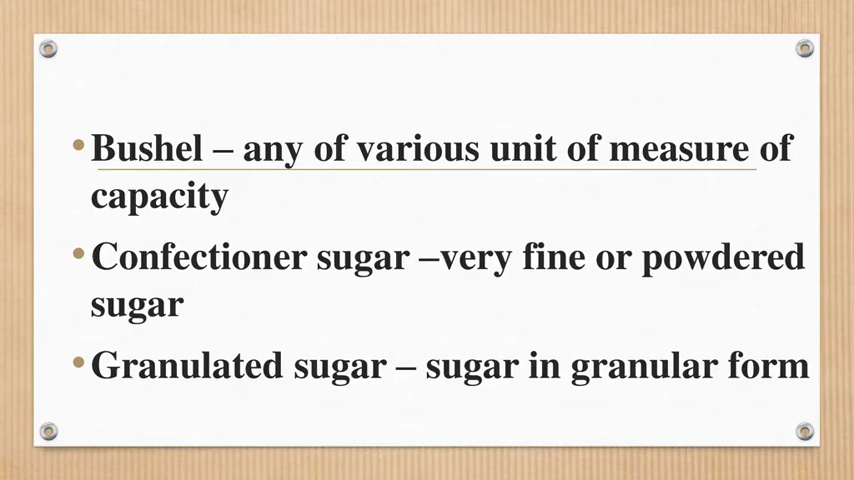 •Bushel – any of various unit of measure of
capacity
•Confectioner sugar –very fine or powdered
sugar
•Granulated sugar – sugar in granular form